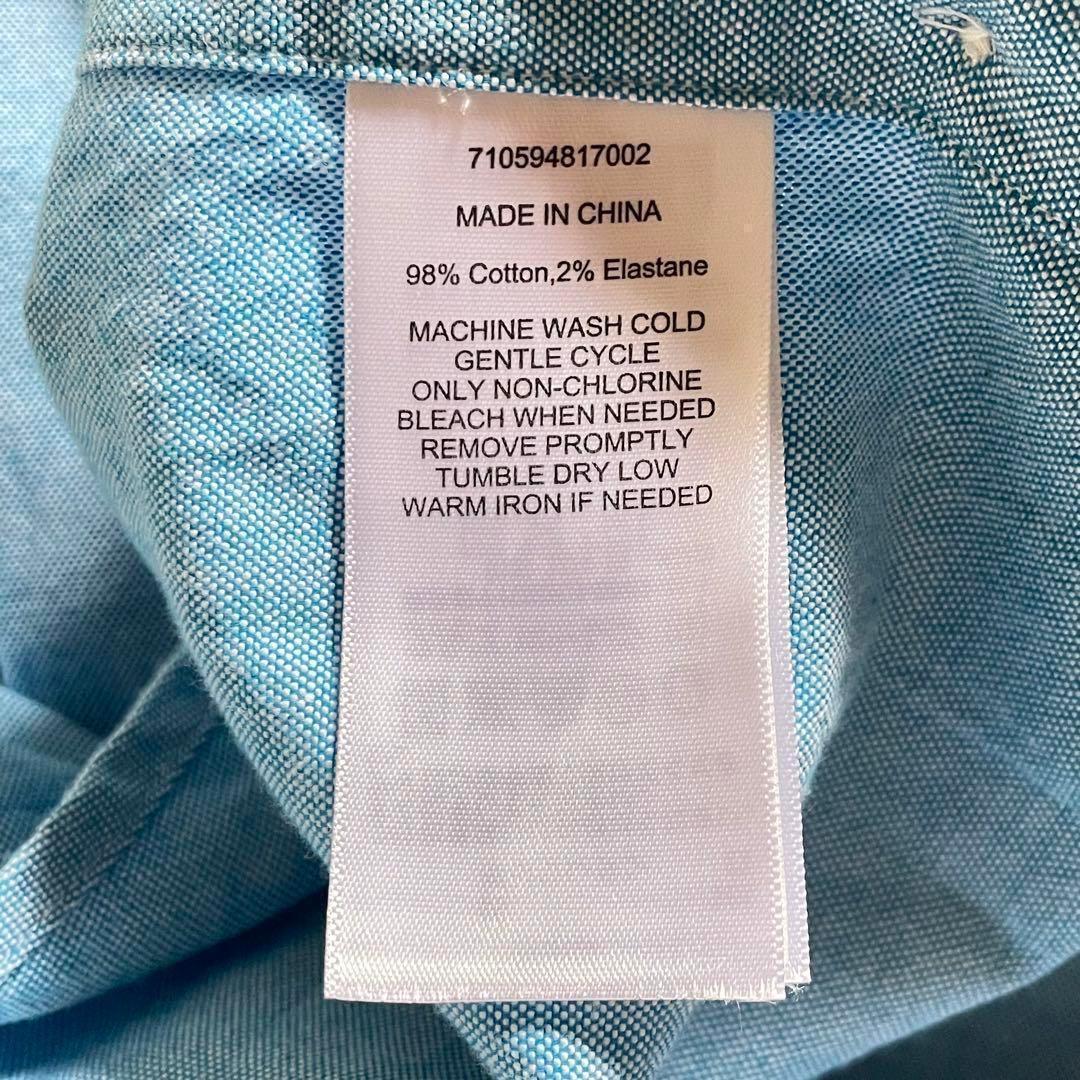 710594817002
MADE IN CHINA
98% Cotton,2% Elastane
MACHINE WASH COLD
GENTLE CYCLE
ONLY NON-CHLORINE
BLEACH WHEN NEEDED
REMOVE PROMPTLY
TUMBLE DRY LOW
WARM IRON IF NEEDED